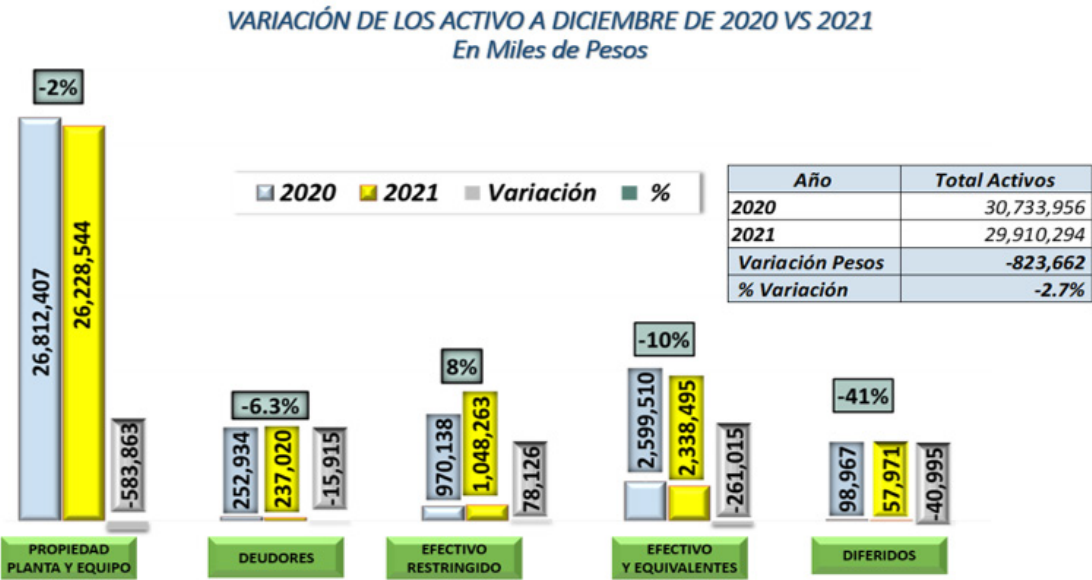 VARIACIÓN DE LOS ACTIVO A DICIEMBRE DE 2020 VS 2021
En Miles de Pesos
2020 2021 Variación %
Año Total Activos
2020 30,733,956
2021 29,910,294
Variación Pesos -823,662
% Variación -2.7%
-2%
26,812,407
26,228,544
-583,863
PROPIEDAD
PLANTA Y EQUIPO
-6.3%
252,934
237,020
-15,915
DEUDORES
8%
970,138
1,048,263
78,126
EFECTIVO
RESTRINGIDO
-10%
2,599,510
2,338,495
-261,015
EFECTIVO
Y EQUIVALENTES
-41%
98,967
57,971
-40,995
DIFERIDOS